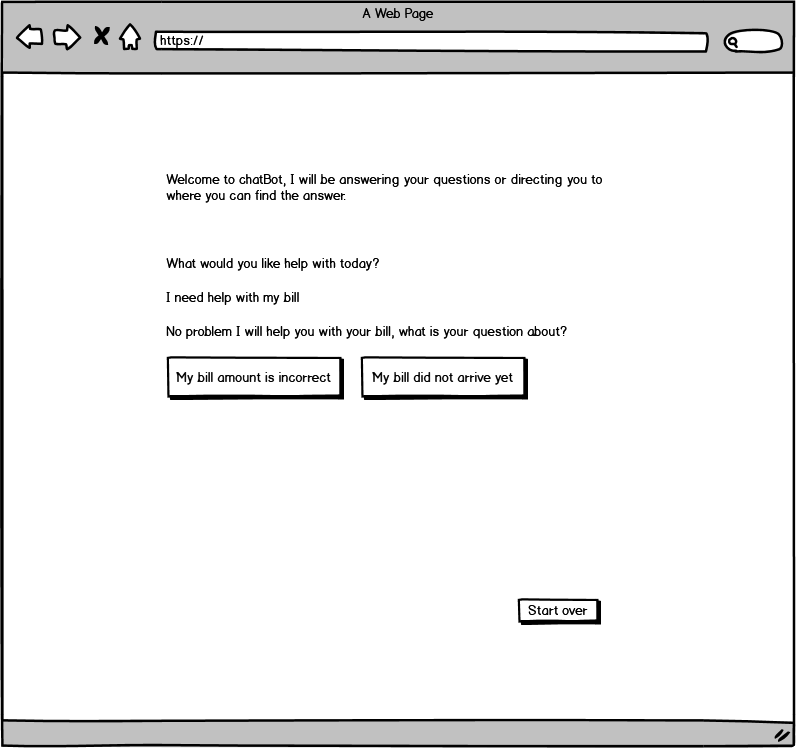 A Web Page
https://
Welcome to chatBot, I will be answering your questions or directing you to
where you can find the answer.
What would you like help with today?
I need help with my bill
No problem I will help you with your bill, what is your question about?
My bill amount is incorrect
My bill did not arrive yet
Start over